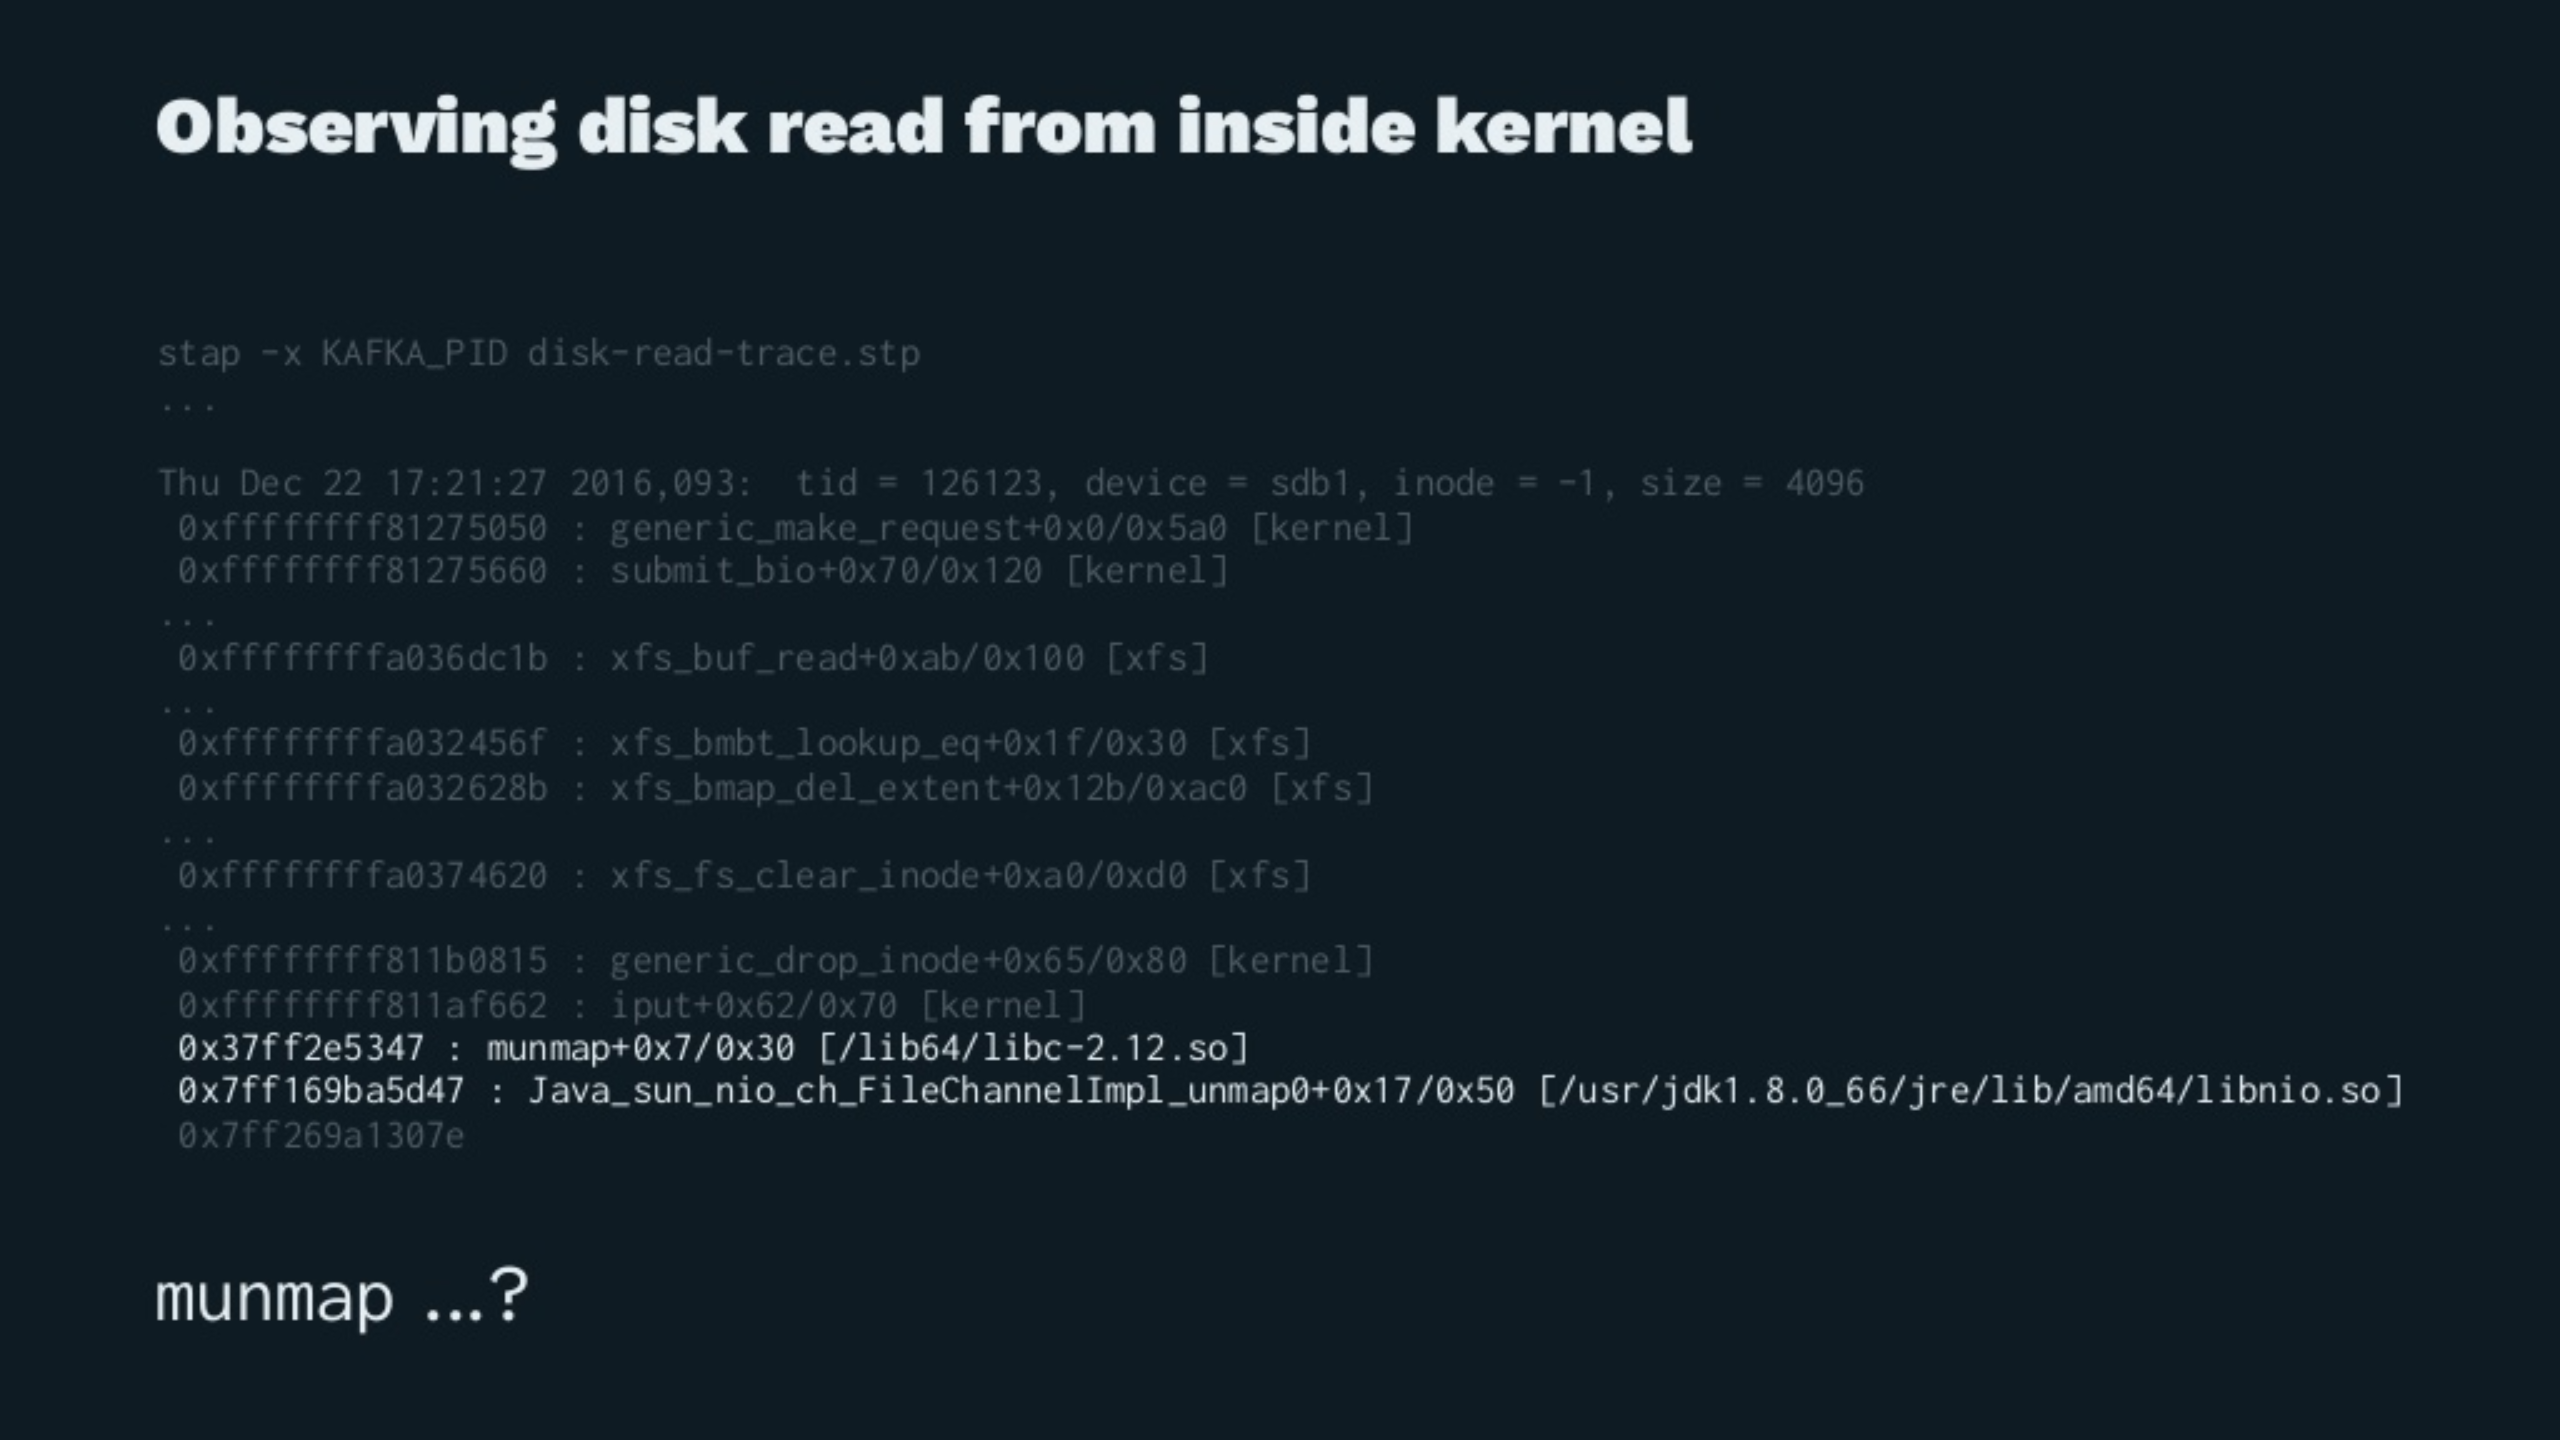 Observing disk read from inside kernel
stap -x KAFKA_PID disk-read-trace.stp
...
Thu Dec 22 17:21:27 2016,093:  tid = 126123, device = sdb1, inode = -1, size = 4096
0xffffffff81275050 : generic_make_request+0x0/0x5a0 [kernel]
0xffffffff81275660 : submit_bio+0x70/0x120 [kernel]
...
0xffffffffa036dc1b : xfs_buf_read+0xab/0x100 [xfs]
...
0xffffffffa032456f : xfs_bmbt_lookup_eq+0x1f/0x30 [xfs]
0xffffffffa032628b : xfs_bmap_del_extent+0x12b/0xac0 [xfs]
...
0xffffffffa0374620 : xfs_fs_clear_inode+0xa0/0xd0 [xfs]
...
0xffffffff811b0815 : generic_drop_inode+0x65/0x80 [kernel]
0xffffffff811af662 : iput+0x62/0x70 [kernel]
0x37ff2e5347 : munmap+0x7/0x30 [/lib64/libc-2.12.so]
0x7ff169ba5d47 : Java_sun_nio_ch_FileChannelImpl_unmap0+0x17/0x50 [/usr/jdk1.8.0_66/jre/lib/amd64/libnio.so]
0x7ff269a1307e
munmap ...?